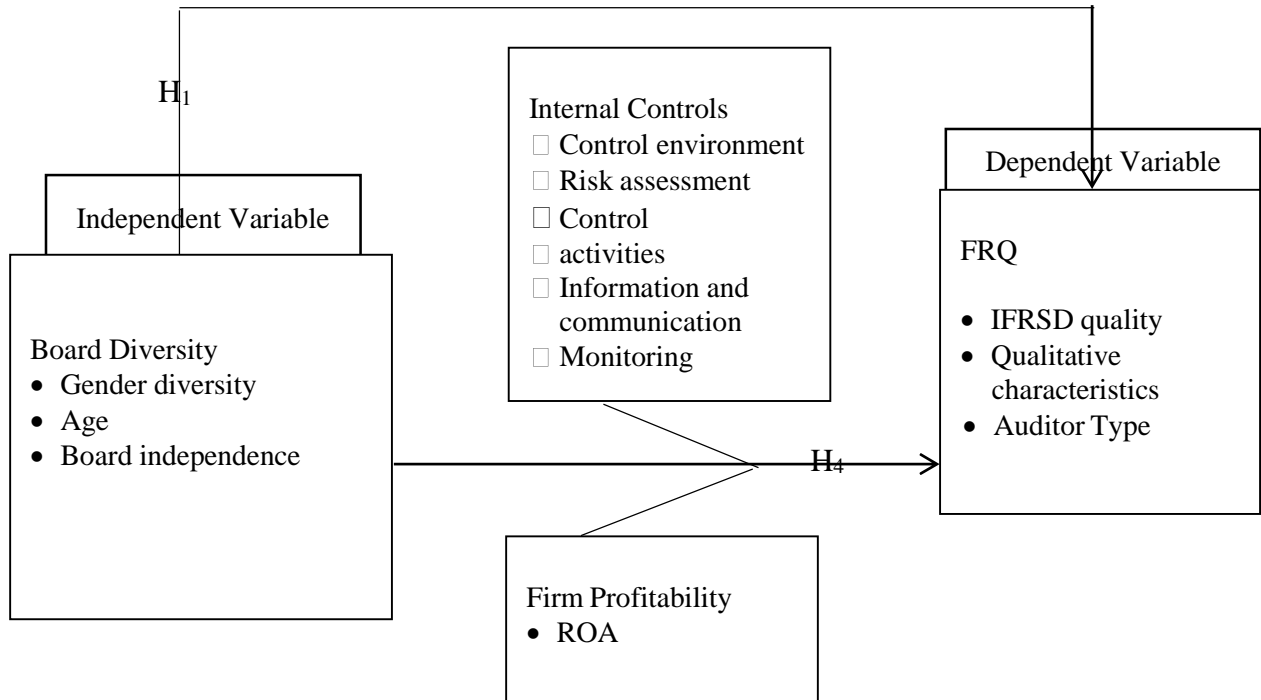 H₁
Independent Variable
Board Diversity
• Gender diversity
• Age
• Board independence
Internal Controls
□ Control environment
□ Risk assessment
□ Control
□ activities
□ Information and
communication
□ Monitoring
H₄
Firm Profitability
• ROA
Dependent Variable
FRQ
• IFRSD quality
• Qualitative
characteristics
• Auditor Type